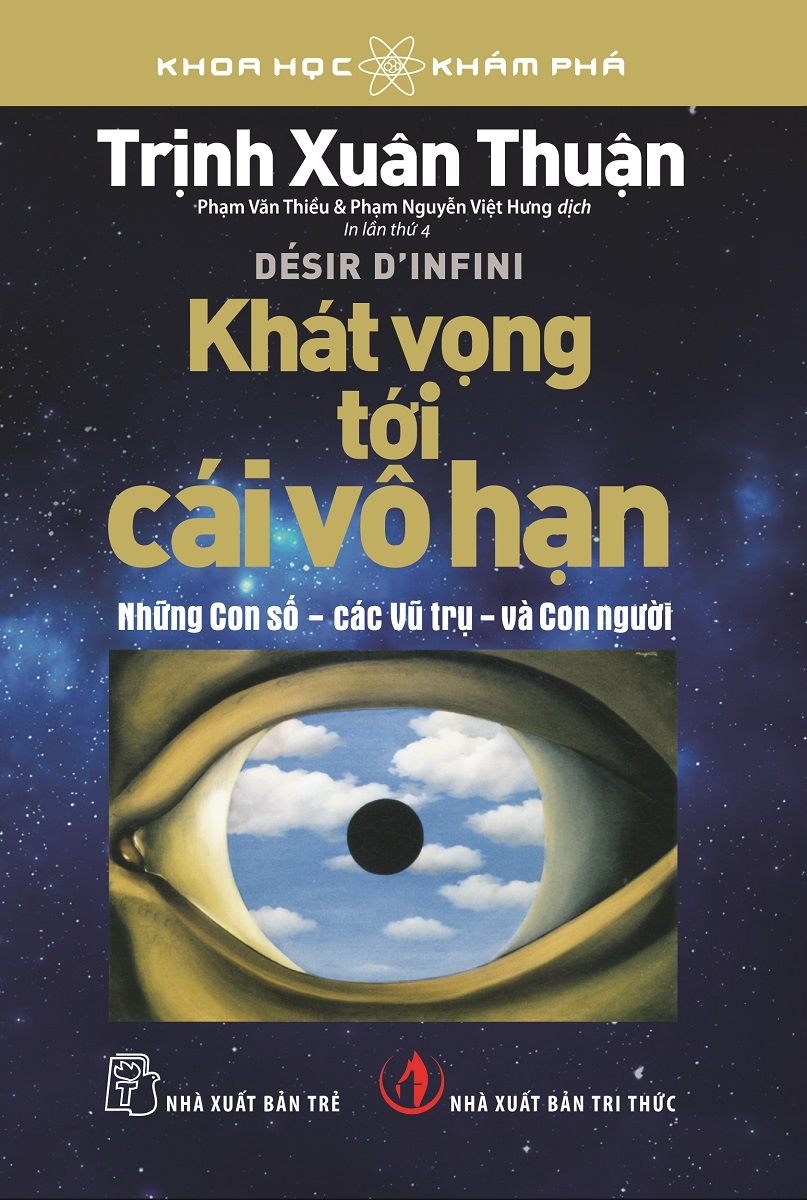 KHOA HỌC KHÁM PHÁ
Trịnh Xuân Thuận
Phạm Văn Thiều & Phạm Nguyễn Việt Hưng dịch
In lần thứ 4
DÉSIR D’INFINI
Khát vọng
tới
cái vô hạn
Những Con số – các Vũ trụ – và Con người
magritte
T
NHÀ XUẤT BẢN TRẺ
NHÀ XUẤT BẢN TRI THỨC